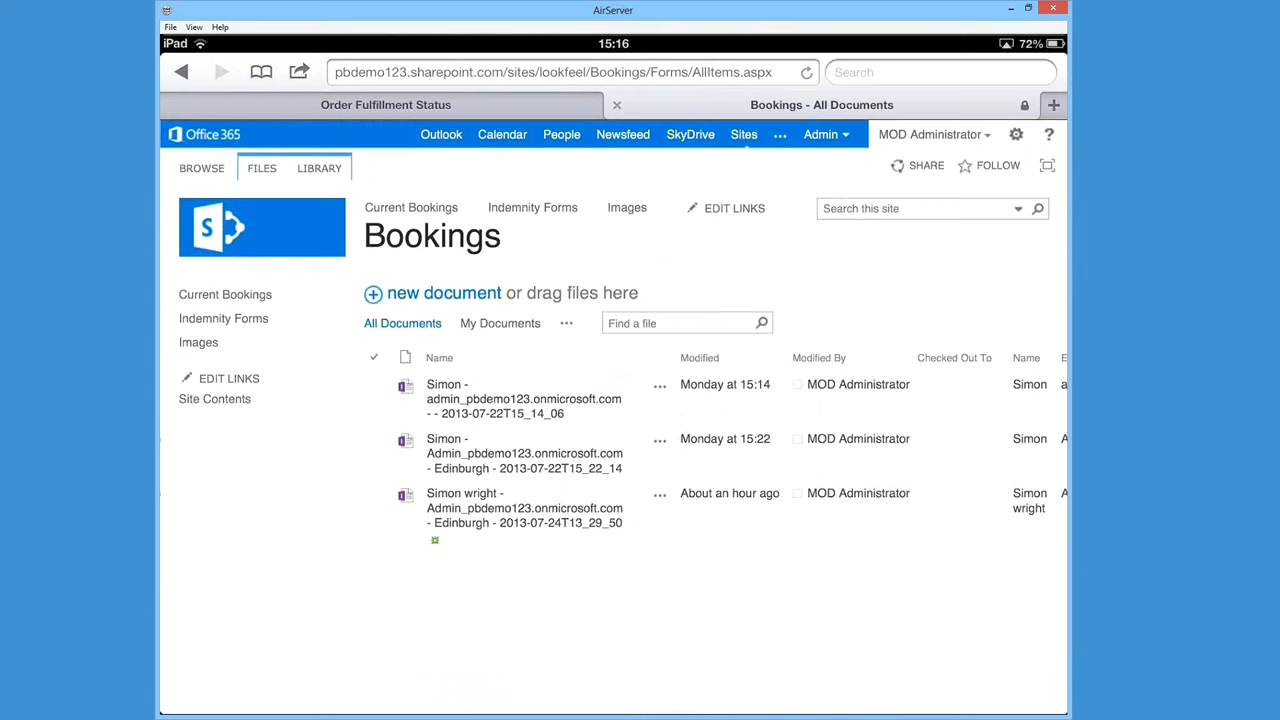 AirServer
File View Help
iPad 15:16 72%
pbdemo123.sharepoint.com/sites/lookfeel/Bookings/Forms/AllItems.aspx Search
Order Fulfillment Status Bookings - All Documents
Office 365 Outlook Calendar People Newsfeed SkyDrive Sites ... Admin MOD Administrator ?
BROWSE FILES LIBRARY SHARE FOLLOW
S Current Bookings Indemnity Forms Images EDIT LINKS Search this site
Bookings
Current Bookings
Indemnity Forms
Images
EDIT LINKS
Site Contents
new document or drag files here
All Documents My Documents ... Find a file
Name Modified Modified By Checked Out To Name E
Simon - ... Monday at 15:14 MOD Administrator Simon a
admin_pbdemo123.onmicrosoft.com
- - 2013-07-22T15_14_06
Simon - ... Monday at 15:22 MOD Administrator Simon A
Admin_pbdemo123.onmicrosoft.com
- Edinburgh - 2013-07-22T15_22_14
Simon wright - ... About an hour ago MOD Administrator Simon A
Admin_pbdemo123.onmicrosoft.com wright
- Edinburgh - 2013-07-24T13_29_50